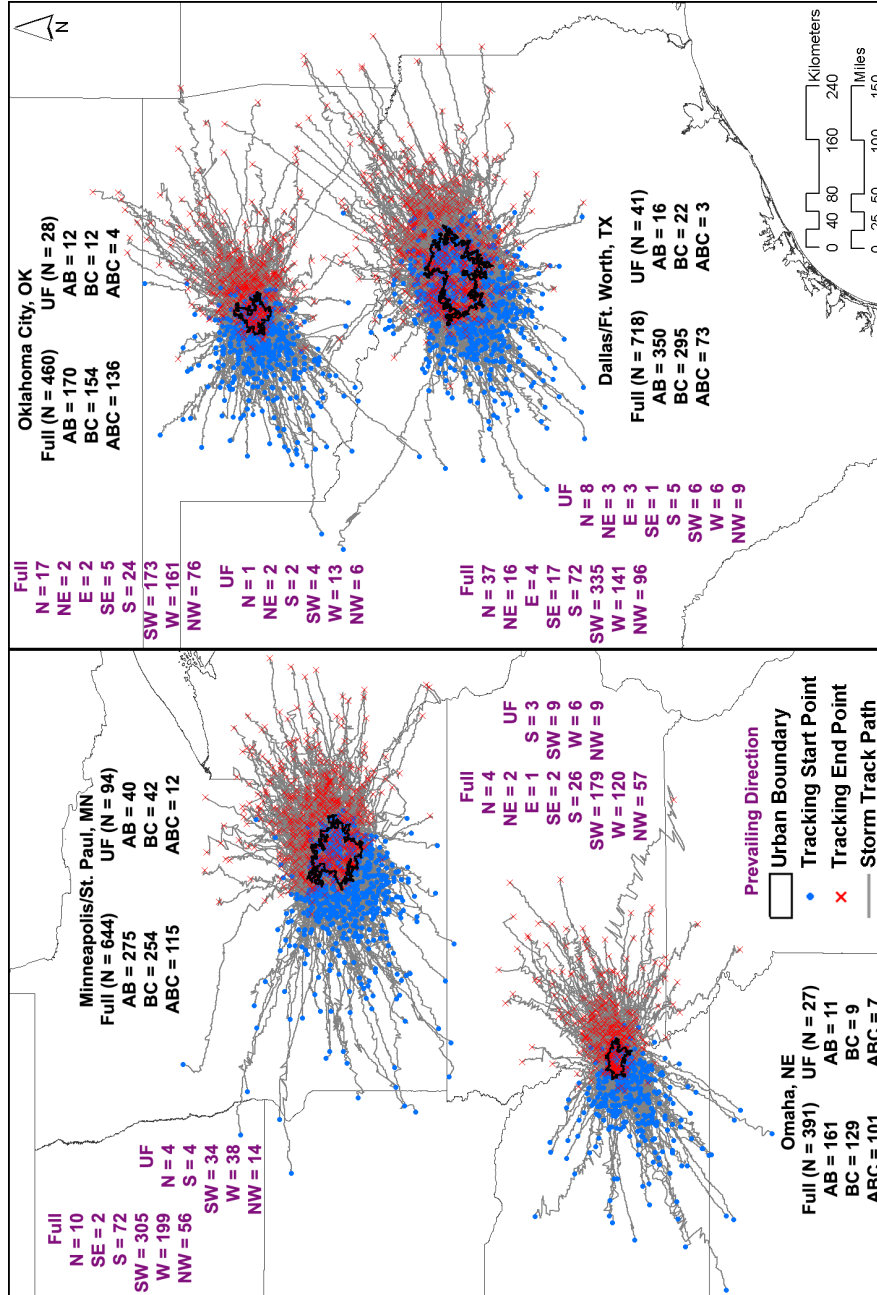 Minneapolis/St. Paul, MN
Full (N = 644) UF (N = 94)
AB = 275 AB = 40
BC = 254 BC = 42
ABC = 115 ABC = 12
Full
N = 10
SE = 2
S = 72
SW = 305
W = 199
NW = 56
UF
N = 4
S = 4
SW = 34
W = 38
NW = 14
Full
N = 4
NE = 2
E = 1
SE = 2
S = 26
SW = 179
W = 120
NW = 57
UF
S = 3
SW = 9
W = 6
NW = 9
Omaha, NE
Full (N = 391) UF (N = 27)
AB = 161 AB = 11
BC = 129 BC = 9
ABC = 101 ABC = 7
Prevailing Direction
Urban Boundary
Tracking Start Point
Tracking End Point
Storm Track Path
N
Oklahoma City, OK
Full (N = 460) UF (N = 28)
AB = 170 AB = 12
BC = 154 BC = 12
ABC = 136 ABC = 4
Full
N = 17
NE = 2
E = 2
SE = 5
S = 24
SW = 173
W = 161
NW = 76
UF
N = 1
NE = 2
S = 2
SW = 4
W = 13
NW = 6
Full
N = 37
NE = 16
E = 4
SE = 17
S = 72
SW = 335
W = 141
NW = 96
UF
N = 8
NE = 3
E = 3
SE = 1
S = 5
SW = 6
W = 6
NW = 9
Dallas/Ft. Worth, TX
Full (N = 718) UF (N = 41)
AB = 350 AB = 16
BC = 295 BC = 22
ABC = 73 ABC = 3
Kilometers
0 40 80 160 240
Miles
0 25 50 100 150